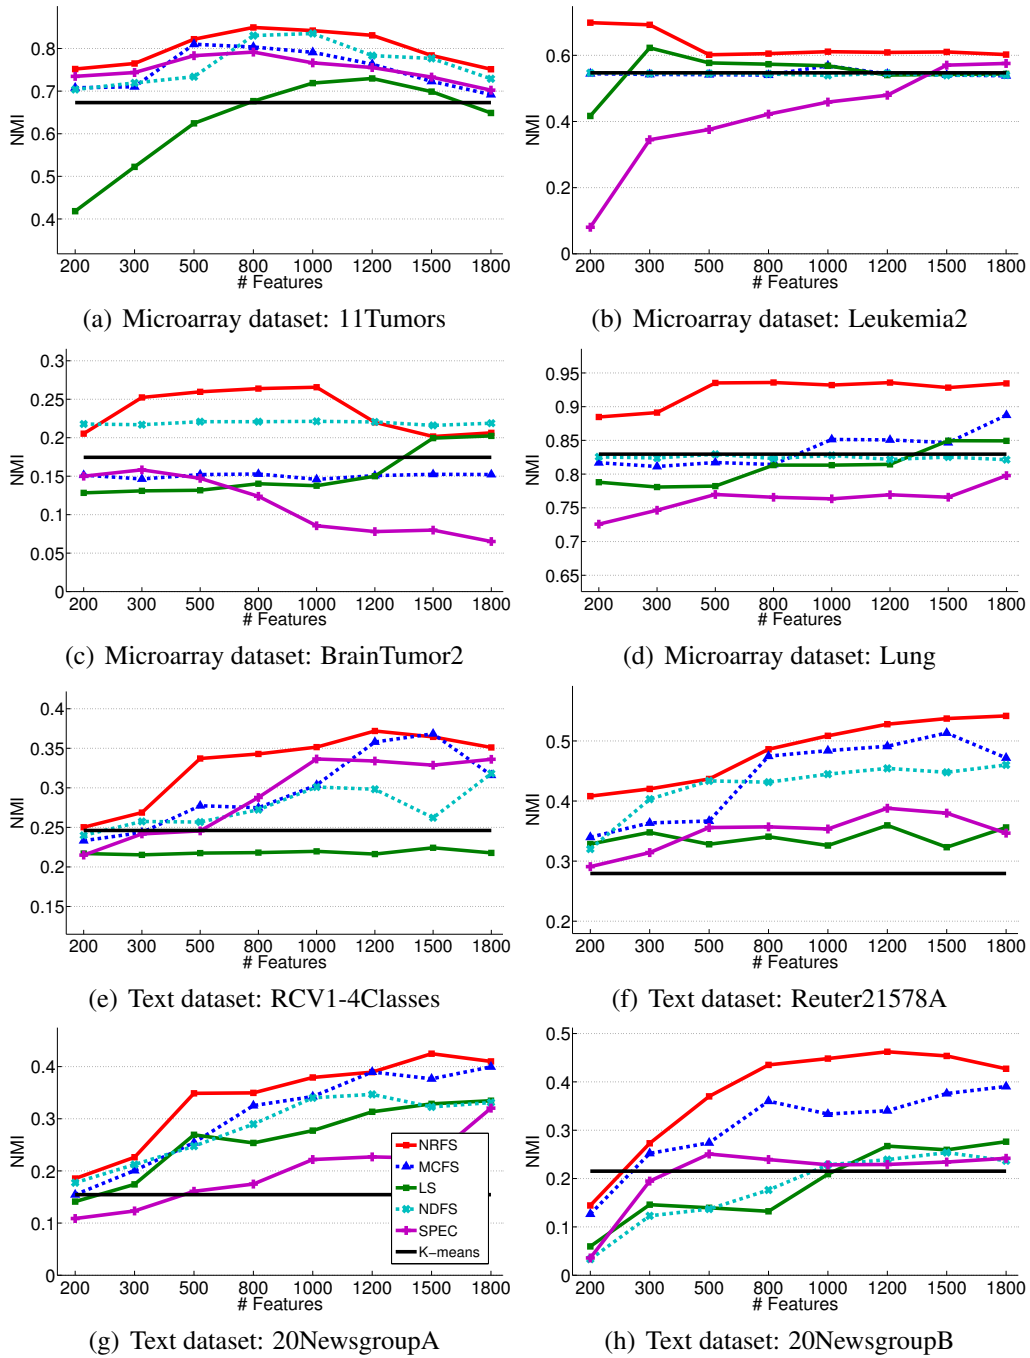 NMI
0.8
0.7
0.6
0.5
0.4
200 300 500 800 1000 1200 1500 1800
# Features
(a) Microarray dataset: 11Tumors
NMI
0.6
0.4
0.2
0
200 300 500 800 1000 1200 1500 1800
# Features
(b) Microarray dataset: Leukemia2
NMI
0.3
0.25
0.2
0.15
0.1
0.05
0
200 300 500 800 1000 1200 1500 1800
# Features
(c) Microarray dataset: BrainTumor2
NMI
0.95
0.9
0.85
0.8
0.75
0.7
0.65
200 300 500 800 1000 1200 1500 1800
# Features
(d) Microarray dataset: Lung
NMI
0.4
0.35
0.3
0.25
0.2
0.15
200 300 500 800 1000 1200 1500 1800
# Features
(e) Text dataset: RCV1-4Classes
NMI
0.5
0.4
0.3
0.2
200 300 500 800 1000 1200 1500 1800
# Features
(f) Text dataset: Reuter21578A
NMI
0.4
0.3
0.2
0.1
0
NRFS
MCFS
LS
NDFS
SPEC
K-means
200 300 500 800 1000 1200 1500 1800
# Features
(g) Text dataset: 20NewsgroupA
NMI
0.5
0.4
0.3
0.2
0.1
0
200 300 500 800 1000 1200 1500 1800
# Features
(h) Text dataset: 20NewsgroupB